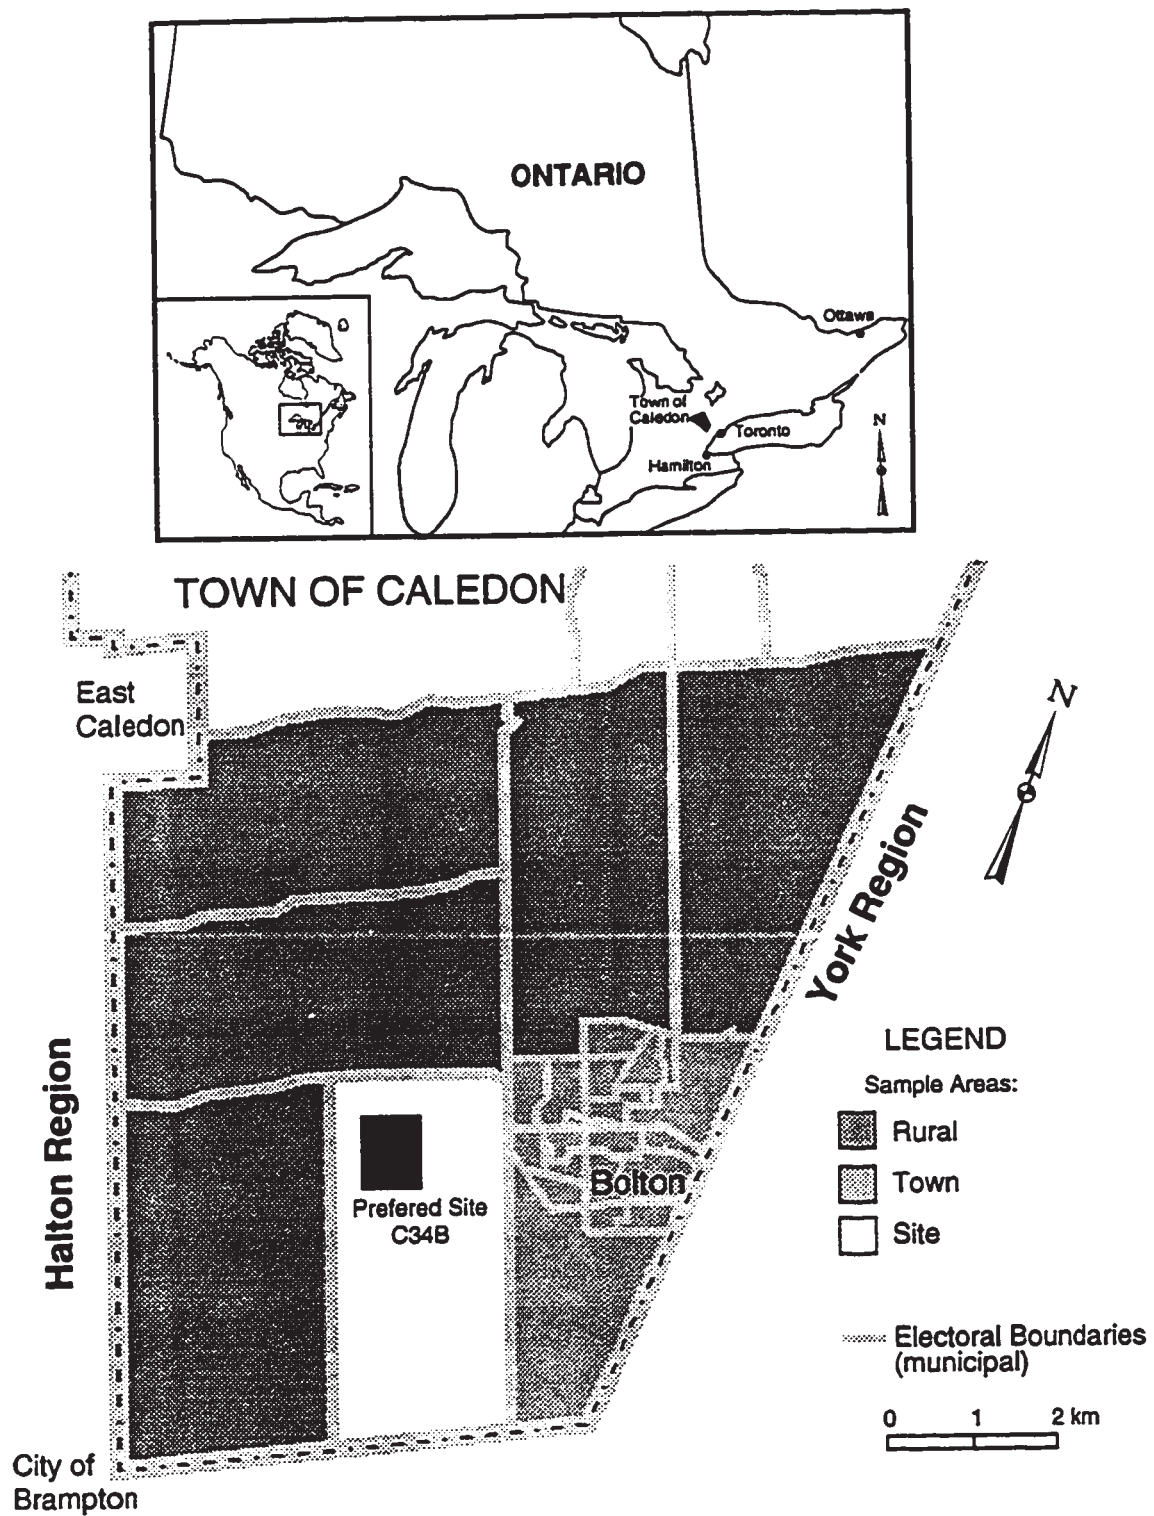 ONTARIO
Ottawa
Town of
Caledon
Toronto
Hamilton
N
TOWN OF CALEDON
East
Caledon
N
York Region
Halton Region
Bolton
Prefered Site
C34B
City of
Brampton
LEGEND
Sample Areas:
Rural
Town
Site
Electoral Boundaries
(municipal)
0 1 2 km